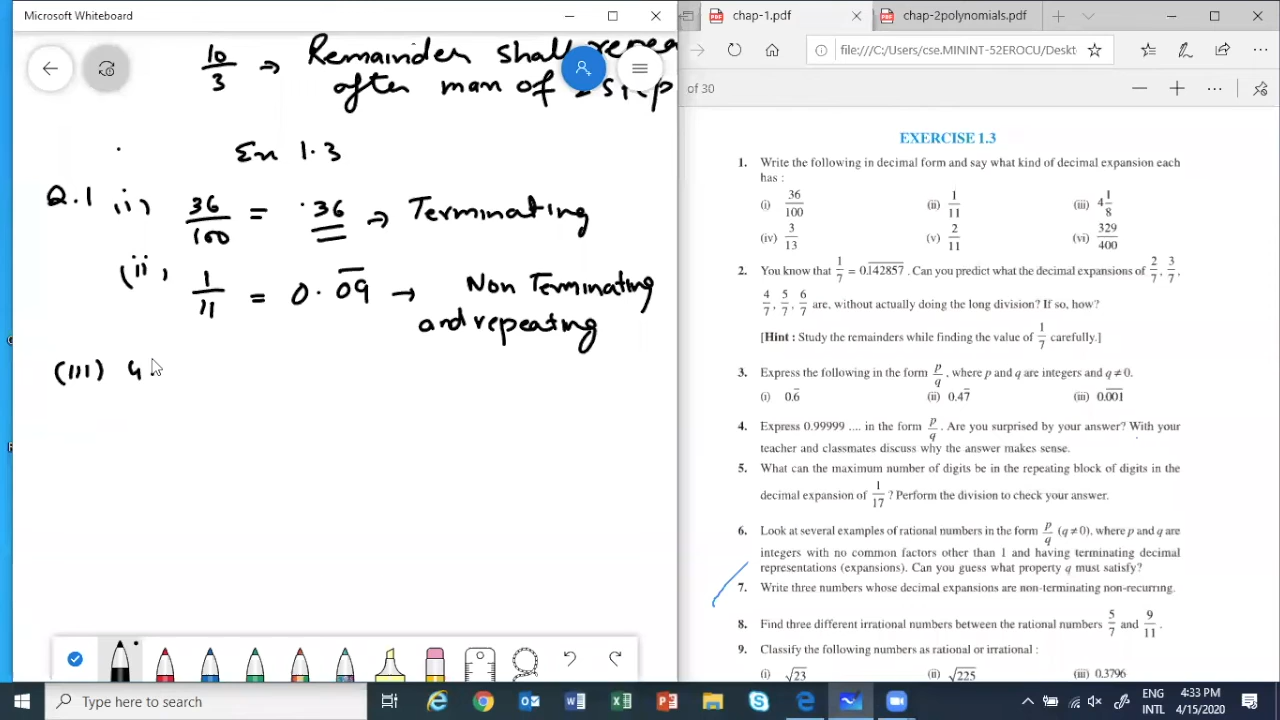 Microsoft Whiteboard
10/3 ⇒ Remainder shall repea
after man of 2 step
Ex 1.3
Q.1 (i) 36/100 = .36 → Terminating
(ii) 1/11 = 0.\overline{09} → Non Terminating
and repeating
(iii) 4
Type here to search
chap-1.pdf
chap-2polynomials.pdf
file:///C:/Users/cse.MININT-52EROCU/Deskt
of 30
EXERCISE 1.3
1. Write the following in decimal form and say what kind of decimal expansion each
has :
(i) 36/100 (ii) 1/11 (iii) 4 1/8
(iv) 3/13 (v) 2/11 (vi) 329/400
2. You know that 1/7 = 0.\overline{142857}. Can you predict what the decimal expansions of 2/7, 3/7,
4/7, 5/7, 6/7 are, without actually doing the long division? If so, how?
[Hint : Study the remainders while finding the value of 1/7 carefully.]
3. Express the following in the form p/q, where p and q are integers and q ≠ 0.
(i) 0.\overline{6} (ii) 0.4\overline{7} (iii) 0.\overline{001}
4. Express 0.99999 .... in the form p/q. Are you surprised by your answer? With your
teacher and classmates discuss why the answer makes sense.
5. What can the maximum number of digits be in the repeating block of digits in the
decimal expansion of 1/17? Perform the division to check your answer.
6. Look at several examples of rational numbers in the form p/q (q ≠ 0), where p and q are
integers with no common factors other than 1 and having terminating decimal
representations (expansions). Can you guess what property q must satisfy?
7. Write three numbers whose decimal expansions are non-terminating non-recurring.
8. Find three different irrational numbers between the rational numbers 5/7 and 9/11.
9. Classify the following numbers as rational or irrational :
(i) √23 (ii) √225 (iii) 0.3796
ENG
INTL
4:33 PM
4/15/2020